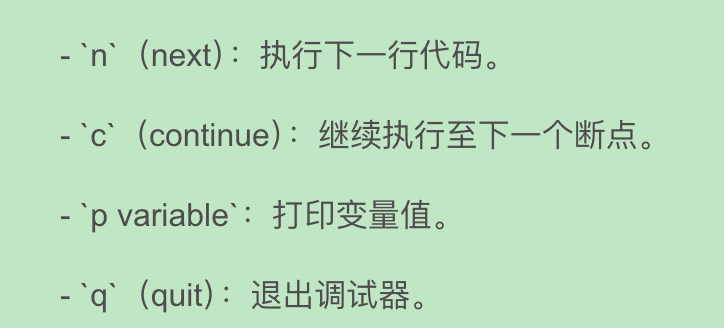 - `n`（next）：执行下一行代码。
- `c`（continue）：继续执行至下一个断点。
- `p variable`：打印变量值。
- `q`（quit）：退出调试器。